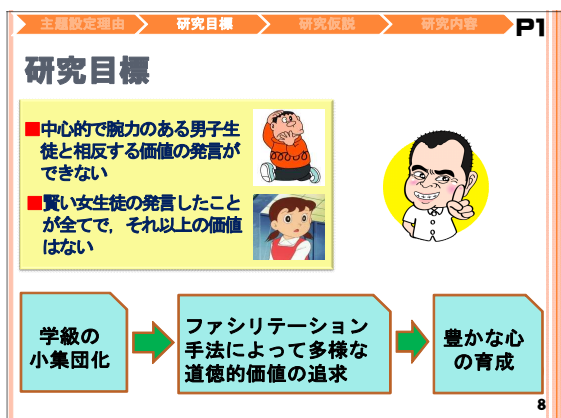 主題設定理由 研究目標 研究仮説 研究内容 P1
研究目標
■中心的で腕力のある男子生
徒と相反する価値の発言が
できない
■賢い女生徒の発言したこと
が全てで，それ以上の価値
はない
学級の
小集団化
ファシリテーション
手法によって多様な
道徳的価値の追求
豊かな心
の育成
8